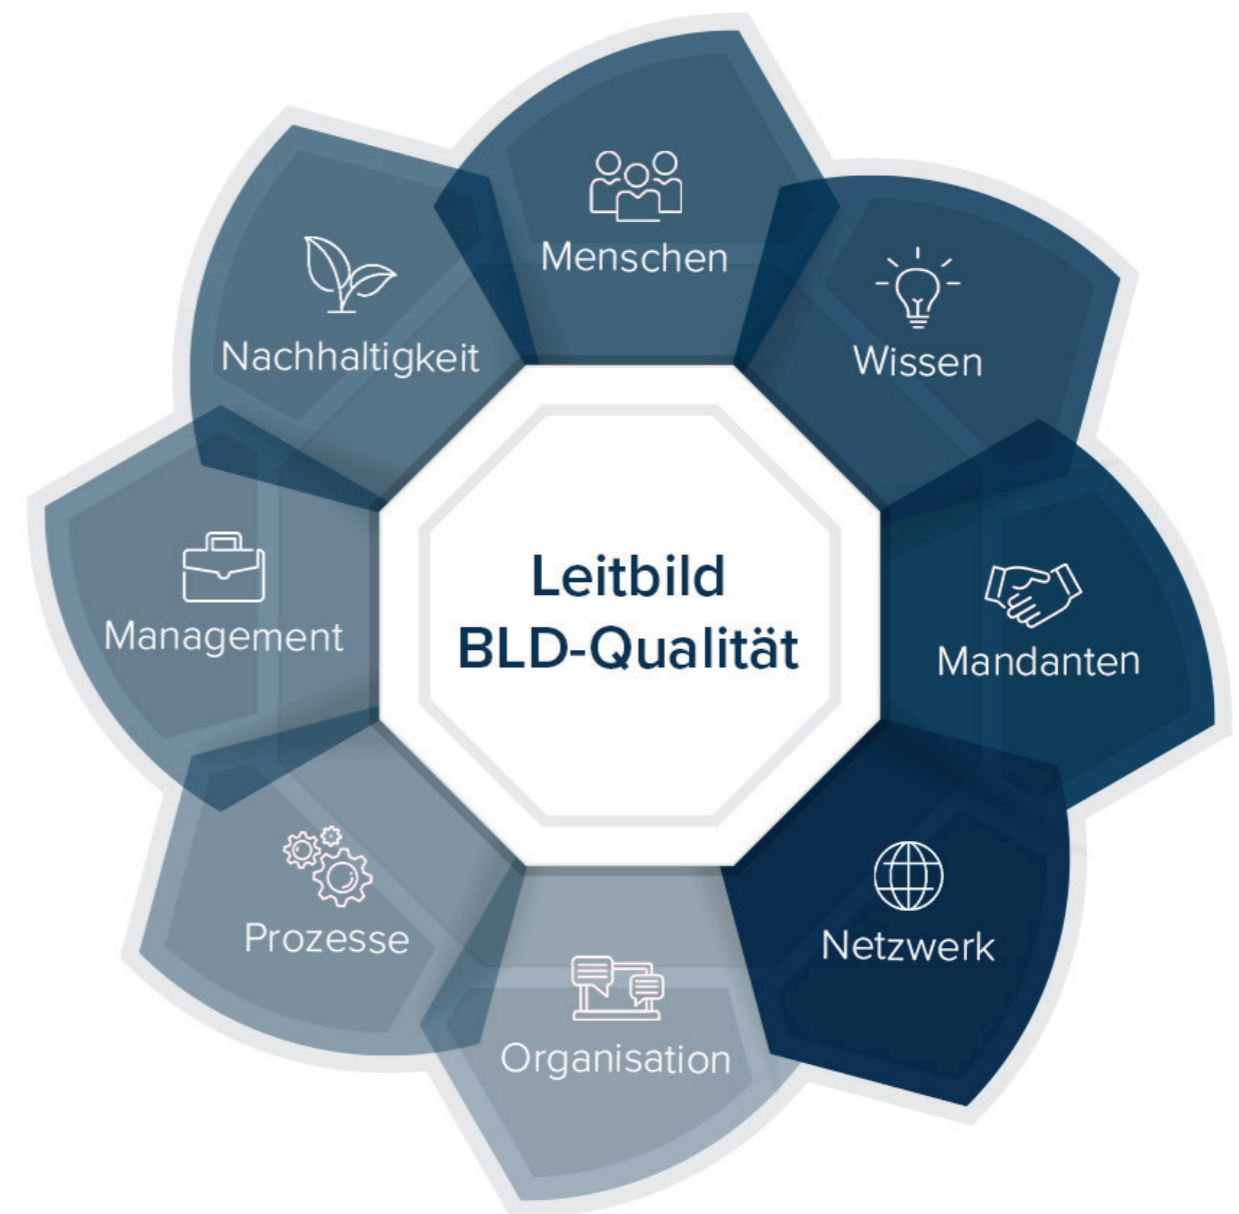 Menschen
Wissen
Mandanten
Netzwerk
Organisation
Prozesse
Management
Nachhaltigkeit
Leitbild
BLD-Qualität